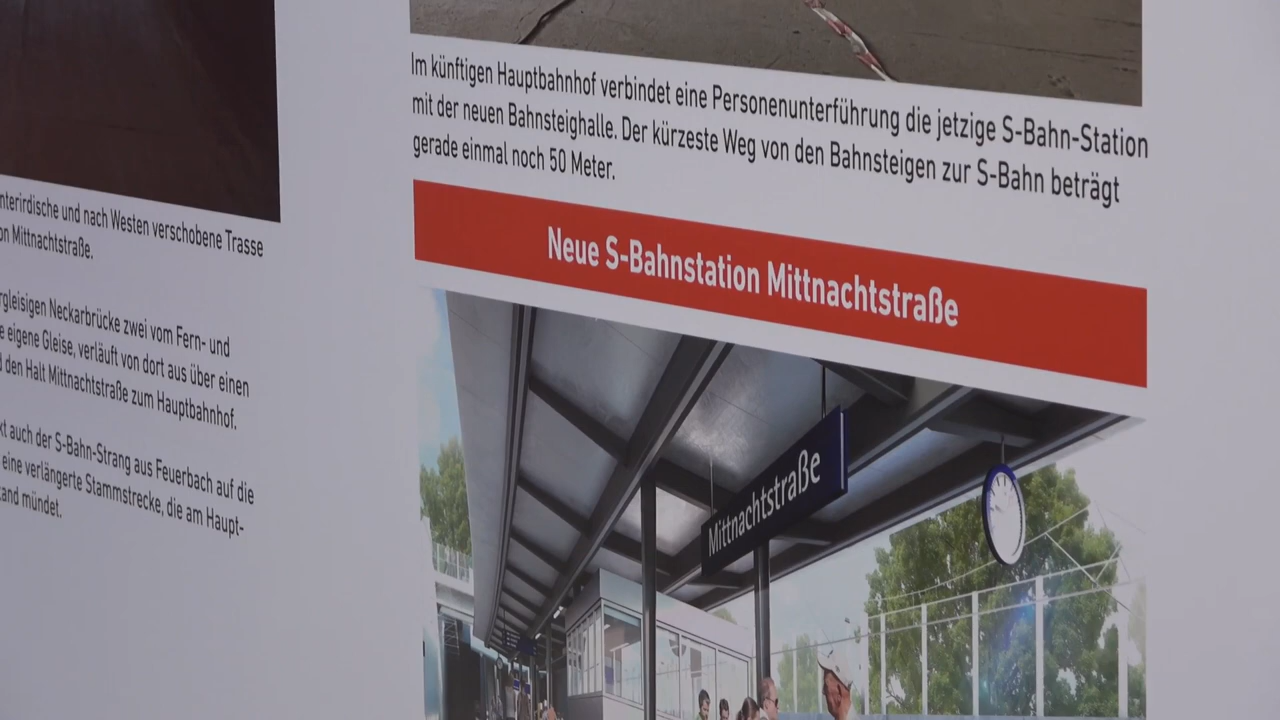 nterirdische und nach Westen verschobene Trasse
on Mittnachtstraße.
rgleisigen Neckarbrücke zwei vom Fern- und
e eigene Gleise, verläuft von dort aus über einen
d den Halt Mittnachtstraße zum Hauptbahnhof.
kt auch der S-Bahn-Strang aus Feuerbach auf die
eine verlängerte Stammstrecke, die am Haupt-
tand mündet.
Im künftigen Hauptbahnhof verbindet eine Personenunterführung die jetzige S-Bahn-Station
mit der neuen Bahnsteighalle. Der kürzeste Weg von den Bahnsteigen zur S-Bahn beträgt
gerade einmal noch 50 Meter.
Neue S-Bahnstation Mittnachtstraße
Mittnachtstraße